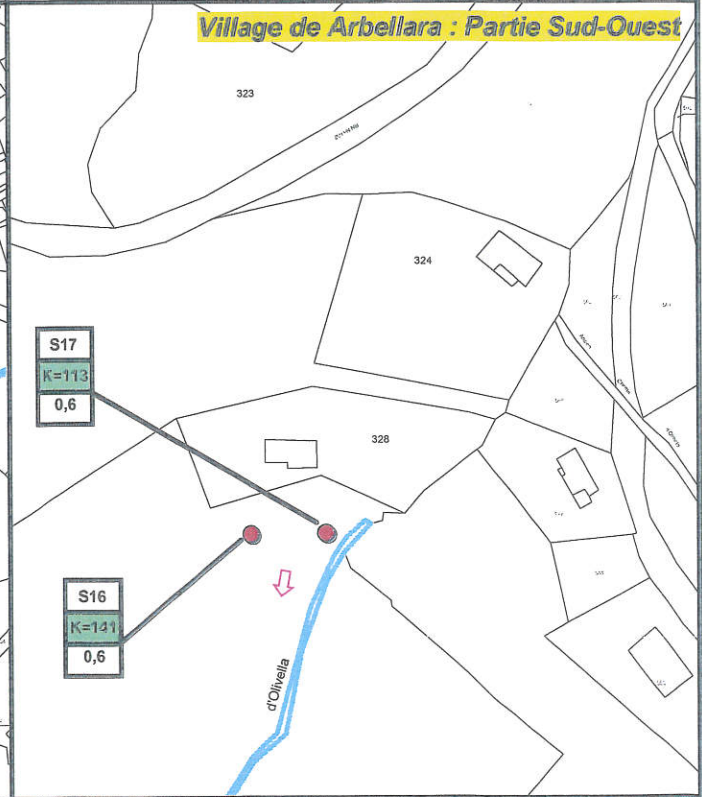 Village de Arbellara : Partie Sud-Ouest
323
324
S17
K=113
0,6
328
S16
K=141
0,6
d'Olivella